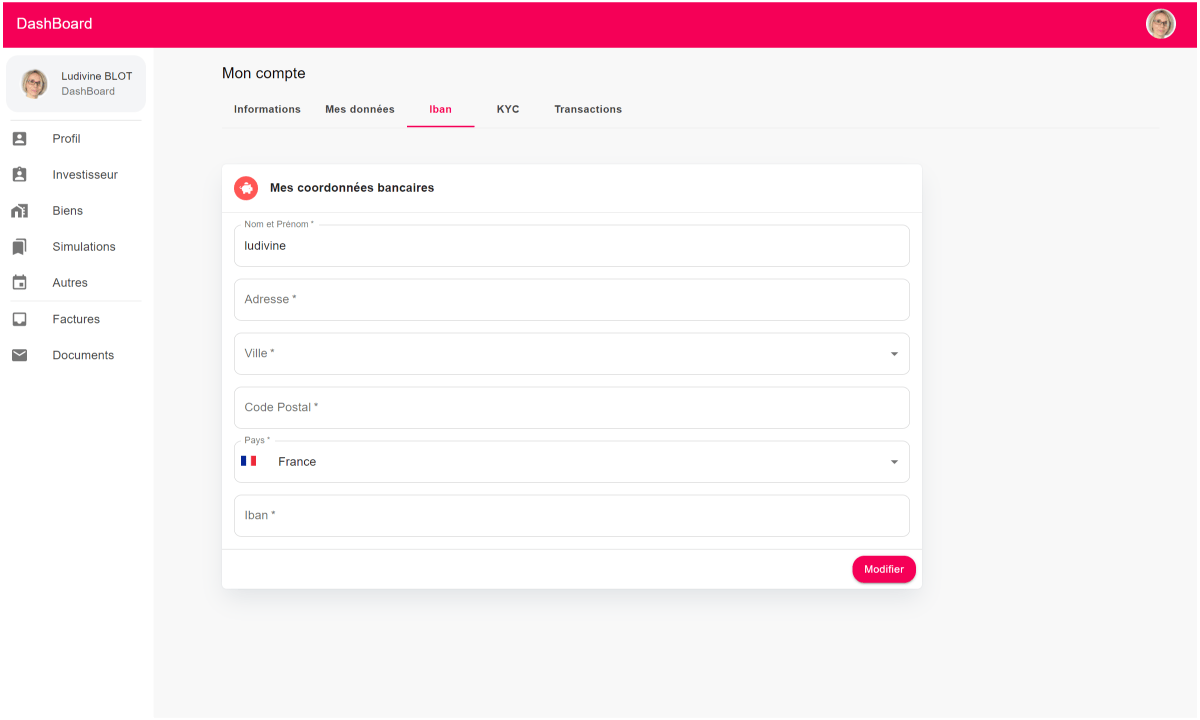 DashBoard
Ludivine BLOT
DashBoard
Profil
Investisseur
Biens
Simulations
Autres
Factures
Documents
Mon compte
Informations Mes données Iban KYC Transactions
Mes coordonnées bancaires
Nom et Prénom *
ludivine
Adresse *
Ville *
Code Postal *
Pays *
France
Iban *
Modifier